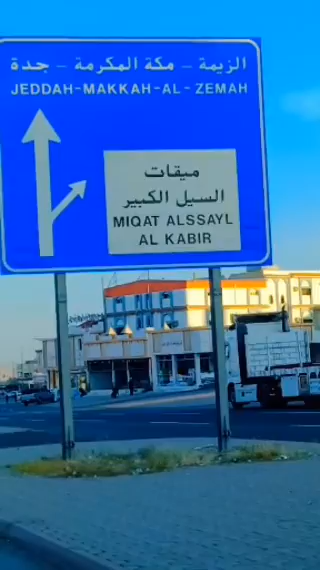 الزيمة - مكة المكرمة - جدة
JEDDAH-MAKKAH-AL- ZEMAH
ميقات
السيل الكبير
MIQAT ALSSAYL
AL KABIR